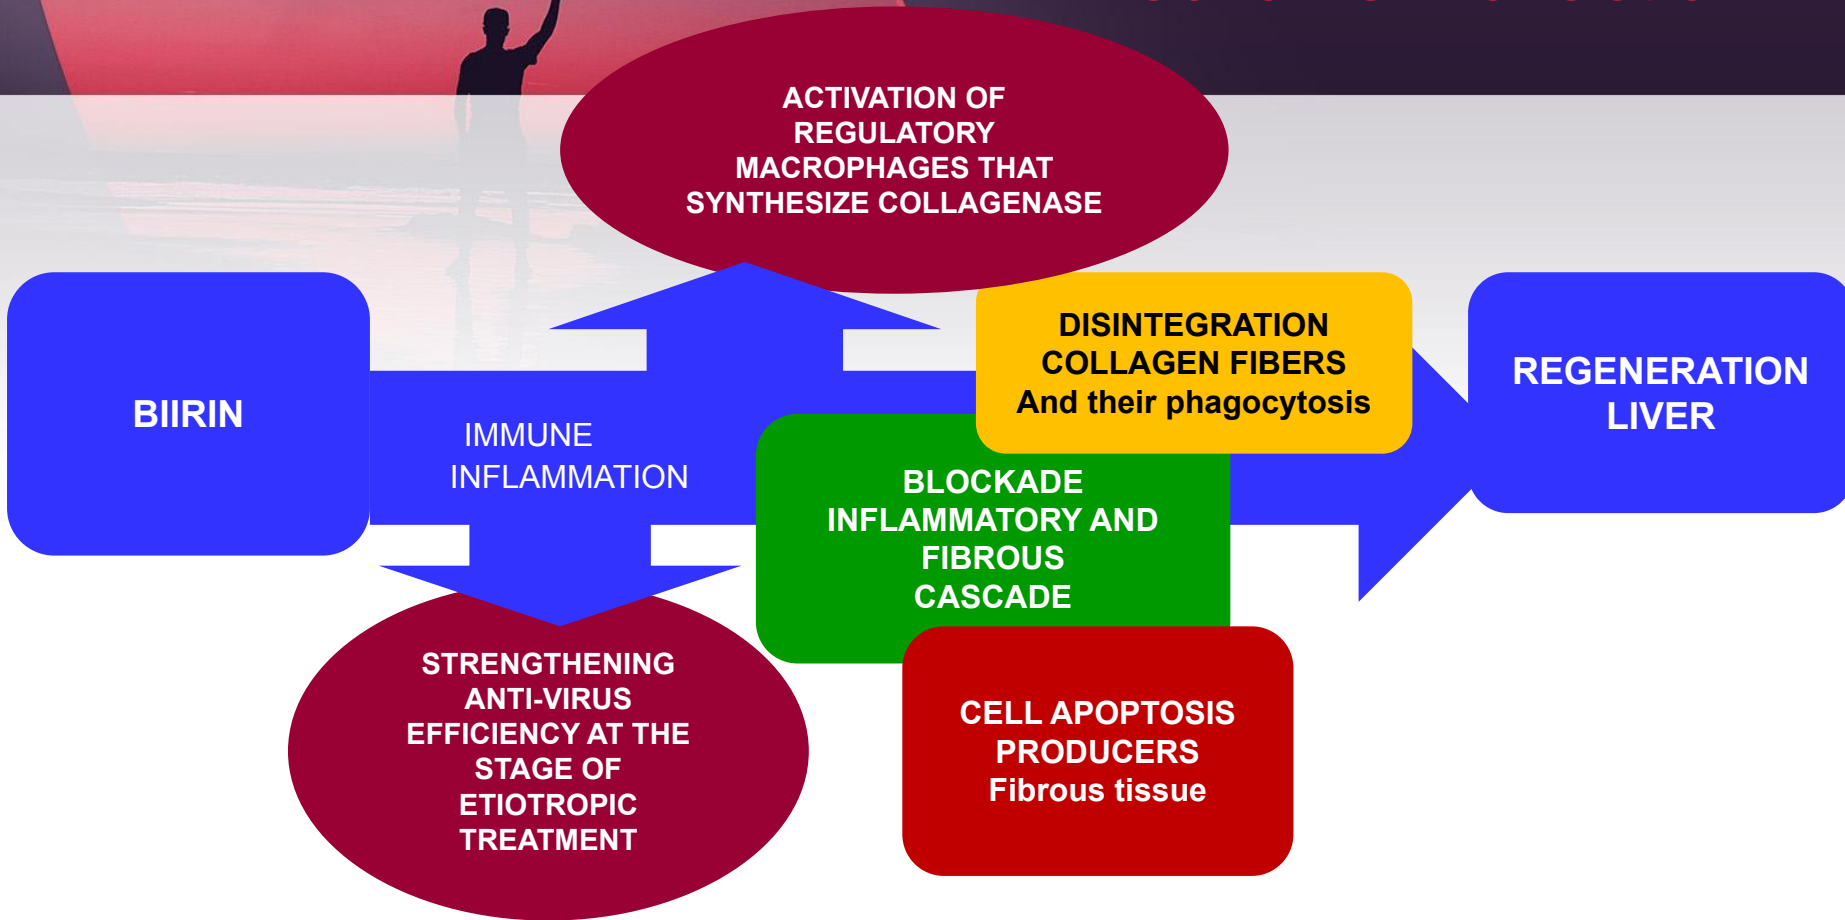 ACTIVATION OF
REGULATORY
MACROPHAGES THAT
SYNTHESIZE COLLAGENASE
BIIRIN
IMMUNE
INFLAMMATION
DISINTEGRATION
COLLAGEN FIBERS
And their phagocytosis
REGENERATION
LIVER
BLOCKADE
INFLAMMATORY AND
FIBROUS
CASCADE
STRENGTHENING
ANTI-VIRUS
EFFICIENCY AT THE
STAGE OF
ETIOTROPIC
TREATMENT
CELL APOPTOSIS
PRODUCERS
Fibrous tissue